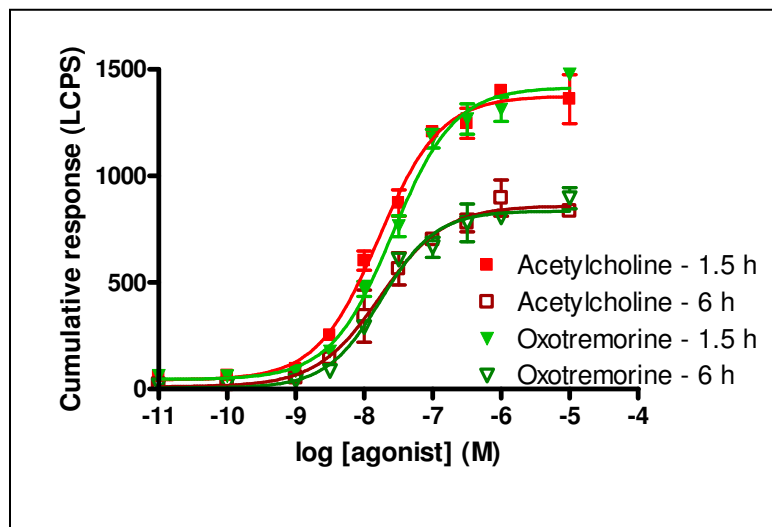 Cumulative response (LCPS)
1500
1000
500
0
-11 -10 -9 -8 -7 -6 -5 -4
log [agonist] (M)
Acetylcholine - 1.5 h
Acetylcholine - 6 h
Oxotremorine - 1.5 h
Oxotremorine - 6 h